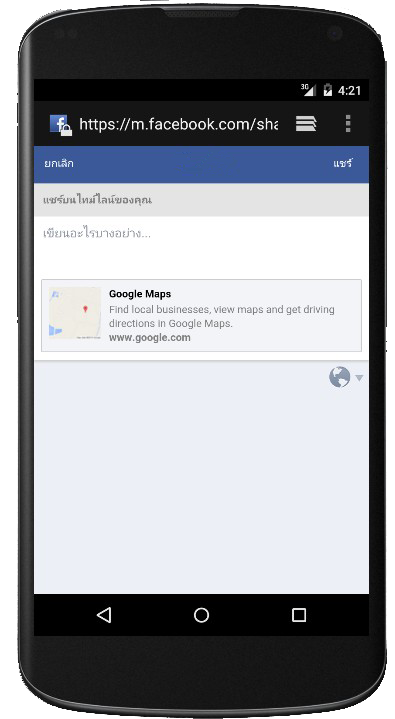 3G 4:21
https://m.facebook.com/sha
ยกเลิก แชร์
แชร์บนไทม์ไลน์ของคุณ
เขียนอะไรบางอย่าง...
Google Maps
Find local businesses, view maps and get driving
directions in Google Maps.
www.google.com